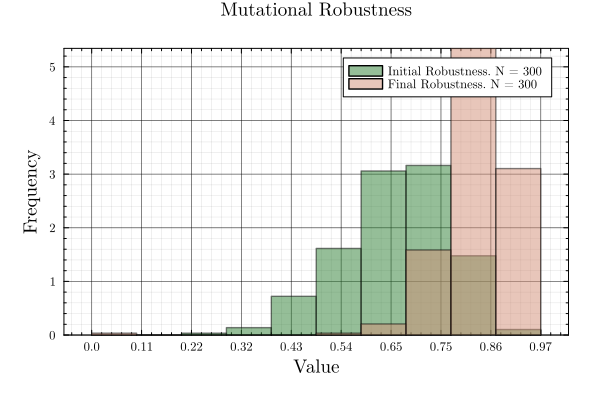 Mutational Robustness
Initial Robustness. N = 300
Final Robustness. N = 300
Frequency
5
4
3
2
1
0
0.0 0.11 0.22 0.32 0.43 0.54 0.65 0.75 0.86 0.97
Value